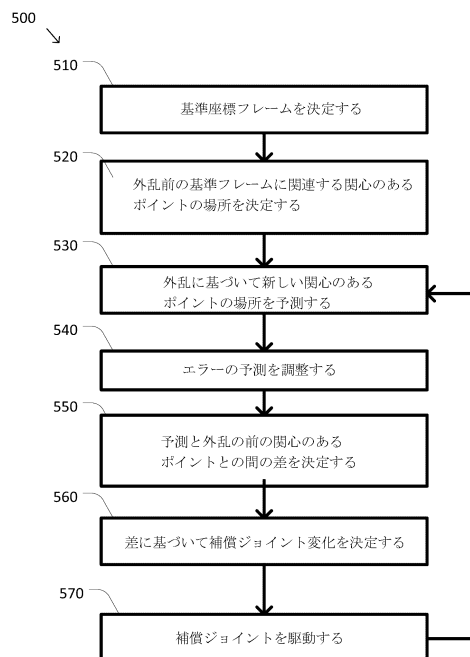 500
510
基準座標フレームを決定する
520
外乱前の基準フレームに関連する関心のある
ポイントの場所を決定する
530
外乱に基づいて新しい関心のある
ポイントの場所を予測する
540
エラーの予測を調整する
550
予測と外乱の前の関心のある
ポイントとの間の差を決定する
560
差に基づいて補償ジョイント変化を決定する
570
補償ジョイントを駆動する